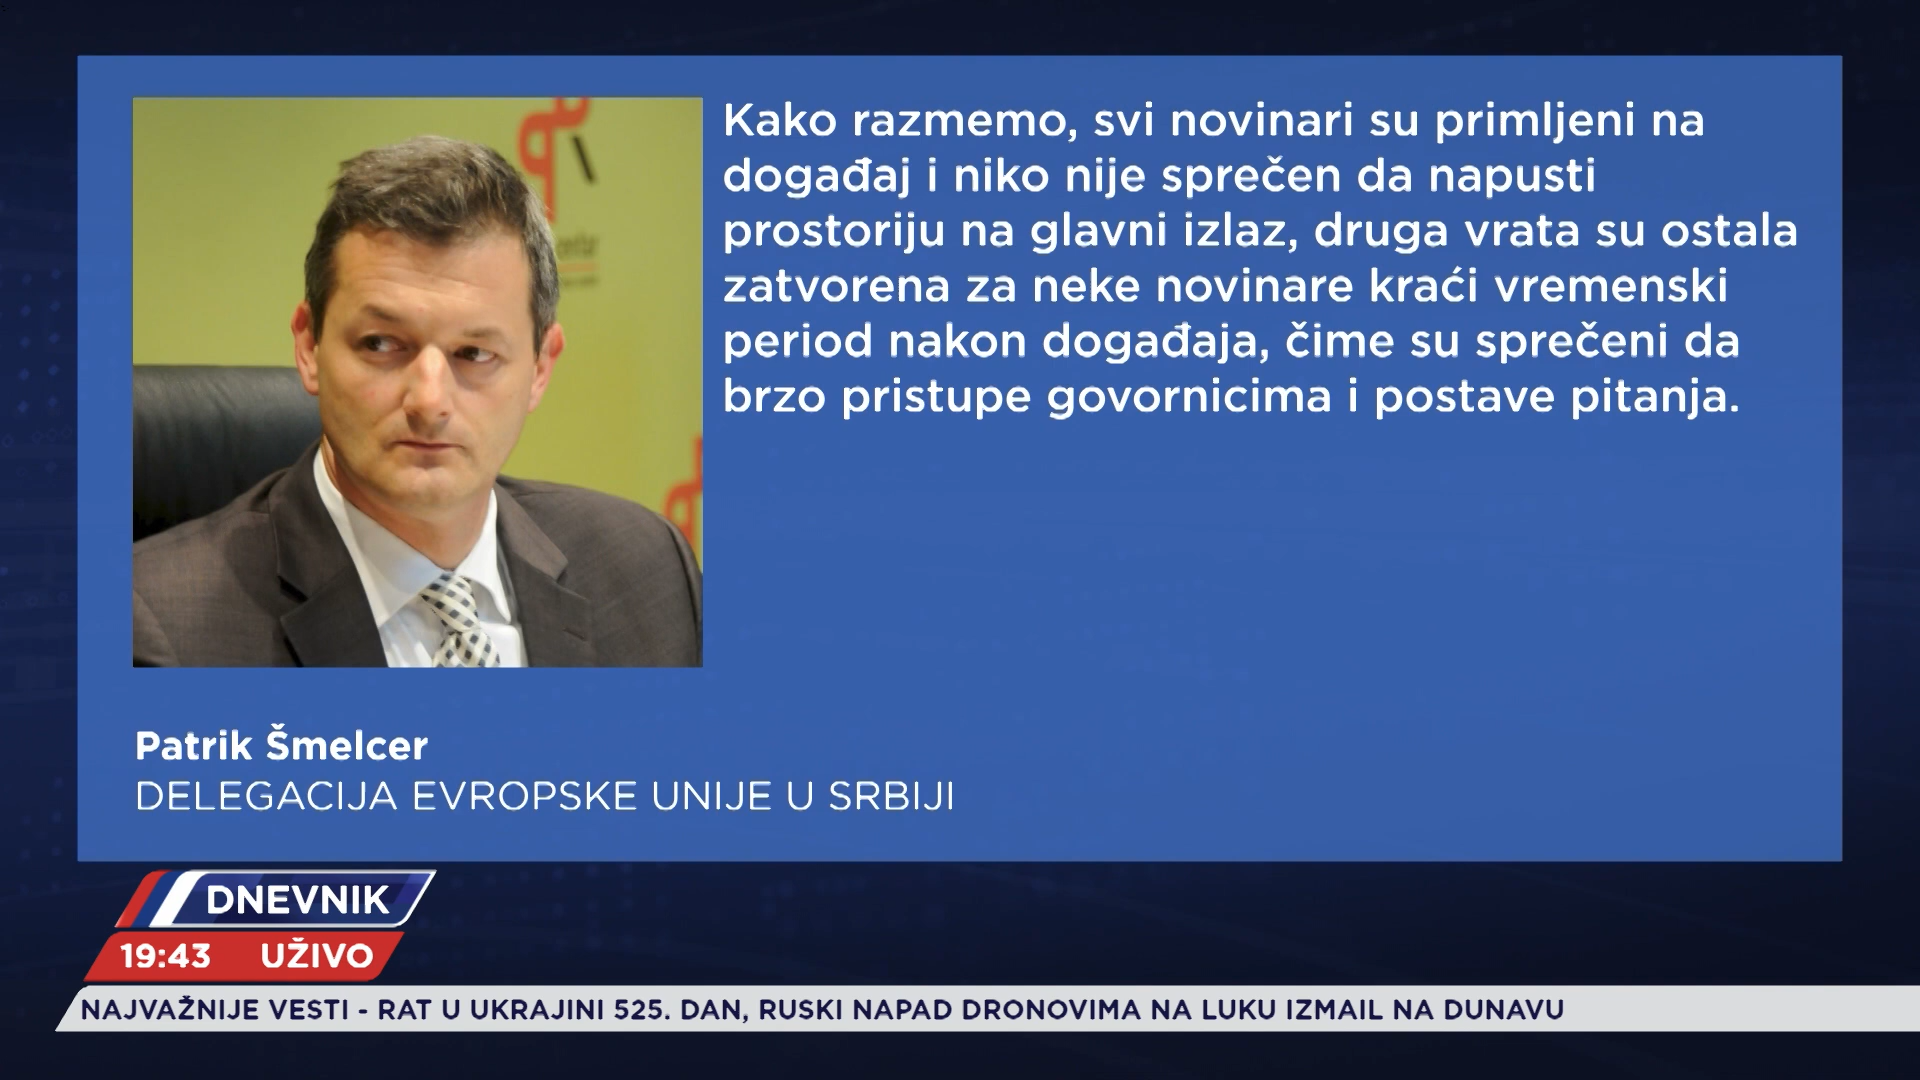 Kako razmemo, svi novinari su primljeni na
događaj i niko nije sprečen da napusti
prostoriju na glavni izlaz, druga vrata su ostala
zatvorena za neke novinare kraći vremenski
period nakon događaja, čime su sprečeni da
brzo pristupe govornicima i postave pitanja.
Patrik Šmelcer
DELEGACIJA EVROPSKE UNIJE U SRBIJI
DNEVNIK
19:43 UŽIVO
NAJVAŽNIJE VESTI - RAT U UKRAJINI 525. DAN, RUSKI NAPAD DRONOVIMA NA LUKU IZMAIL NA DUNAVU